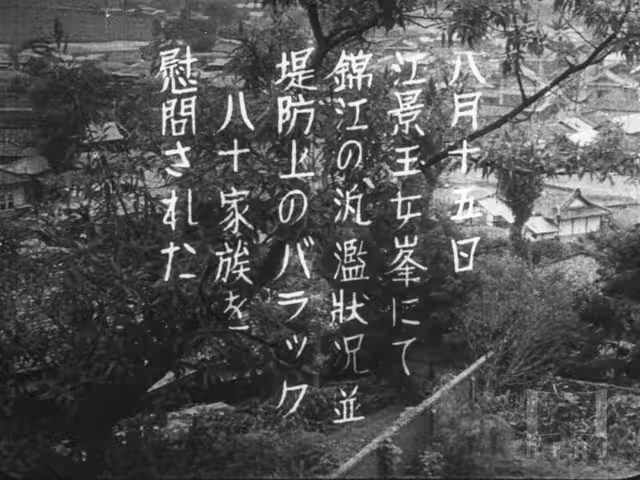 八月十五日
江景玉女峯にて
錦江の氾濫狀況並
堤防上のバラック
八十家族を
慰問された